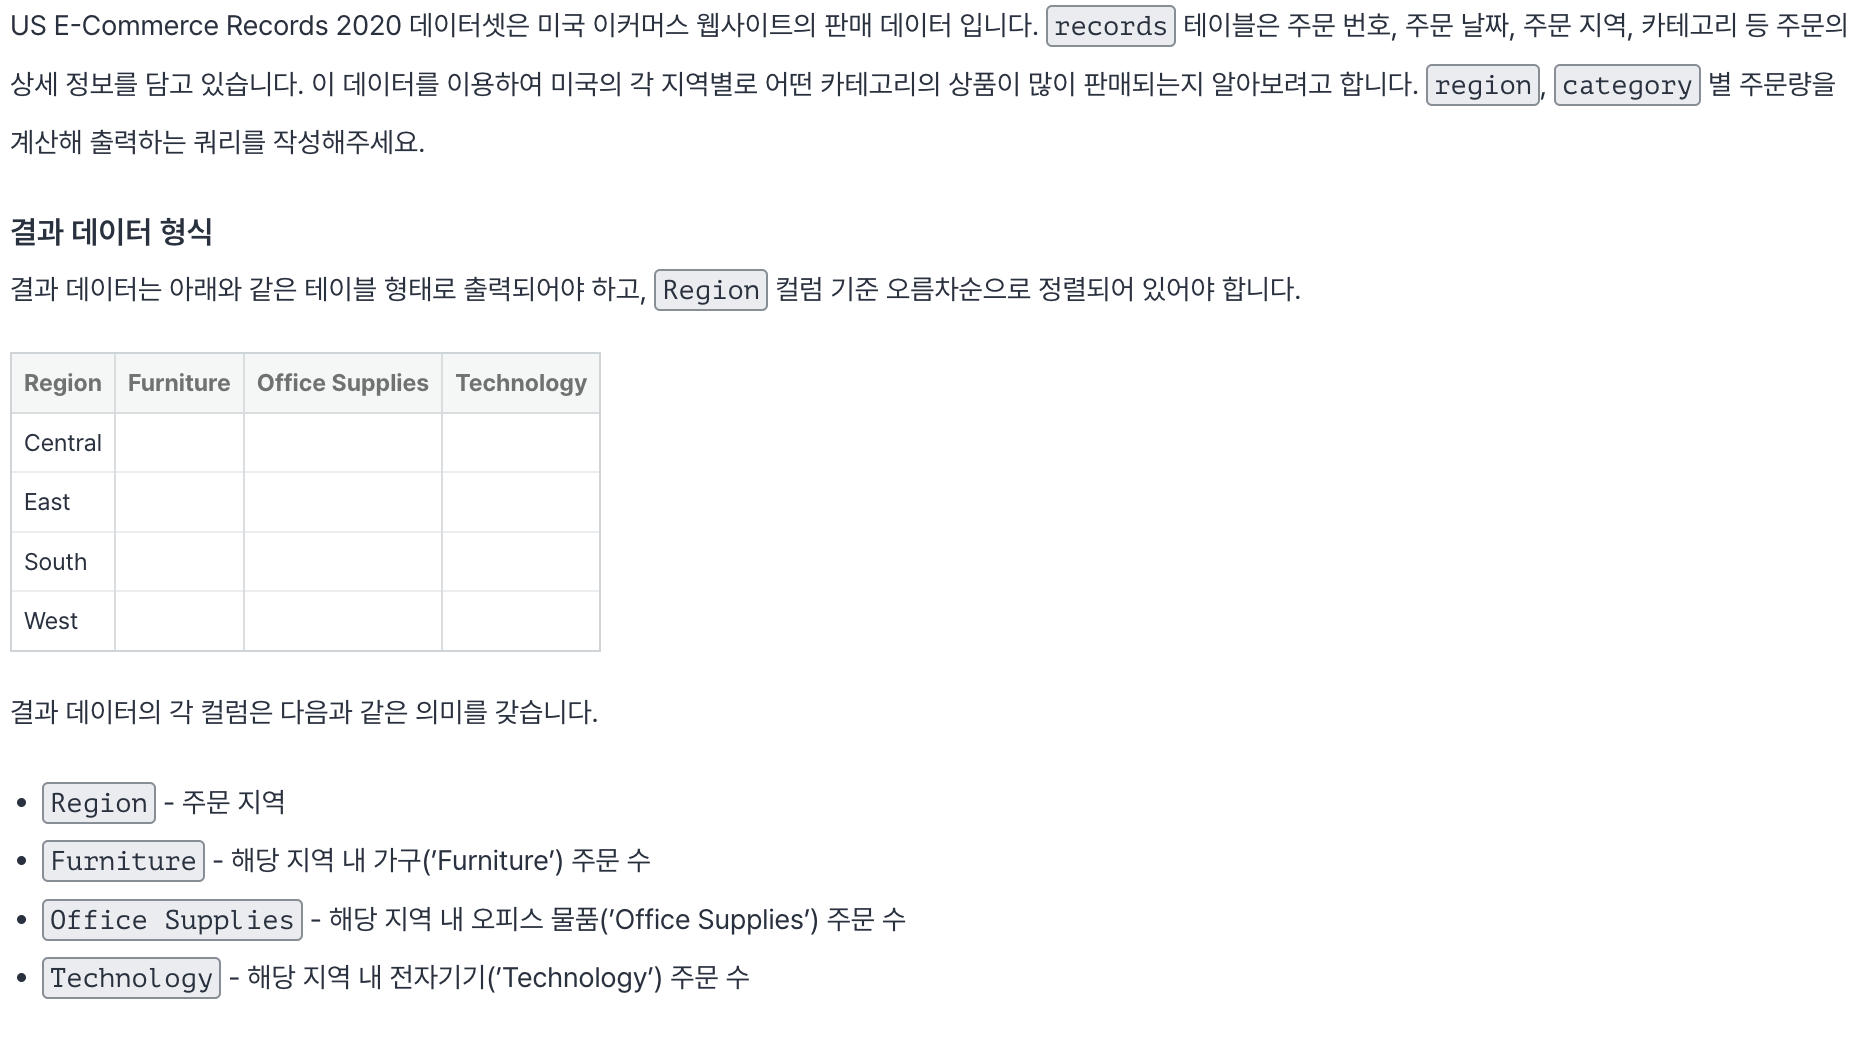 US E-Commerce Records 2020 데이터셋은 미국 이커머스 웹사이트의 판매 데이터 입니다. records 테이블은 주문 번호, 주문 날짜, 주문 지역, 카테고리 등 주문의
상세 정보를 담고 있습니다. 이 데이터를 이용하여 미국의 각 지역별로 어떤 카테고리의 상품이 많이 판매되는지 알아보려고 합니다. region, category 별 주문량을
계산해 출력하는 쿼리를 작성해주세요.
결과 데이터 형식
결과 데이터는 아래와 같은 테이블 형태로 출력되어야 하고, Region 컬럼 기준 오름차순으로 정렬되어 있어야 합니다.
Region Furniture Office Supplies Technology
Central
East
South
West
결과 데이터의 각 컬럼은 다음과 같은 의미를 갖습니다.
• Region - 주문 지역
• Furniture - 해당 지역 내 가구(’Furniture’) 주문 수
• Office Supplies - 해당 지역 내 오피스 물품(’Office Supplies’) 주문 수
• Technology - 해당 지역 내 전자기기(’Technology’) 주문 수